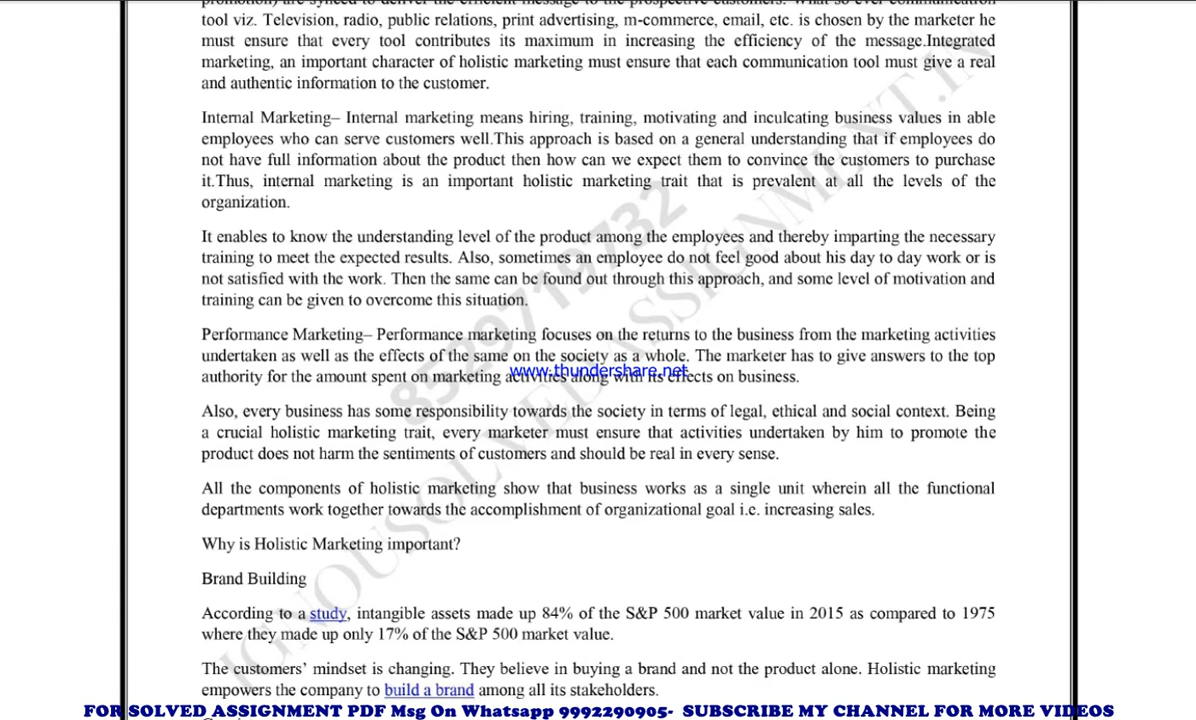 promotion) are synced to deliver the efficient message to the prospective customers. What so ever communication
tool viz. Television, radio, public relations, print advertising, m-commerce, email, etc. is chosen by the marketer he
must ensure that every tool contributes its maximum in increasing the efficiency of the message.Integrated
marketing, an important character of holistic marketing must ensure that each communication tool must give a real
and authentic information to the customer.
Internal Marketing– Internal marketing means hiring, training, motivating and inculcating business values in able
employees who can serve customers well.This approach is based on a general understanding that if employees do
not have full information about the product then how can we expect them to convince the customers to purchase
it.Thus, internal marketing is an important holistic marketing trait that is prevalent at all the levels of the
organization.
It enables to know the understanding level of the product among the employees and thereby imparting the necessary
training to meet the expected results. Also, sometimes an employee do not feel good about his day to day work or is
not satisfied with the work. Then the same can be found out through this approach, and some level of motivation and
training can be given to overcome this situation.
Performance Marketing– Performance marketing focuses on the returns to the business from the marketing activities
undertaken as well as the effects of the same on the society as a whole. The marketer has to give answers to the top
authority for the amount spent on marketing activities along with its effects on business.
www.thundershare.net
Also, every business has some responsibility towards the society in terms of legal, ethical and social context. Being
a crucial holistic marketing trait, every marketer must ensure that activities undertaken by him to promote the
product does not harm the sentiments of customers and should be real in every sense.
All the components of holistic marketing show that business works as a single unit wherein all the functional
departments work together towards the accomplishment of organizational goal i.e. increasing sales.
Why is Holistic Marketing important?
Brand Building
According to a study, intangible assets made up 84% of the S&P 500 market value in 2015 as compared to 1975
where they made up only 17% of the S&P 500 market value.
The customers’ mindset is changing. They believe in buying a brand and not the product alone. Holistic marketing
empowers the company to build a brand among all its stakeholders.
8529719732
IGNOUSOLVEDASSIGNMENT.IN
FOR SOLVED ASSIGNMENT PDF Msg On Whatsapp 9992290905- SUBSCRIBE MY CHANNEL FOR MORE VIDEOS